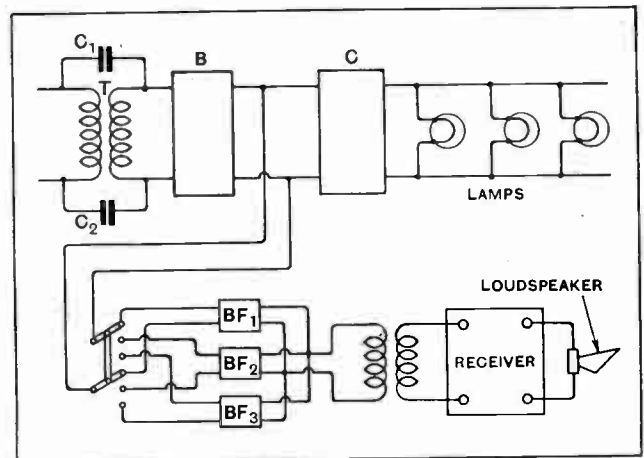 C1
T
B
C
C2
LAMPS
LOUDSPEAKER
BF1
BF2
BF3
RECEIVER